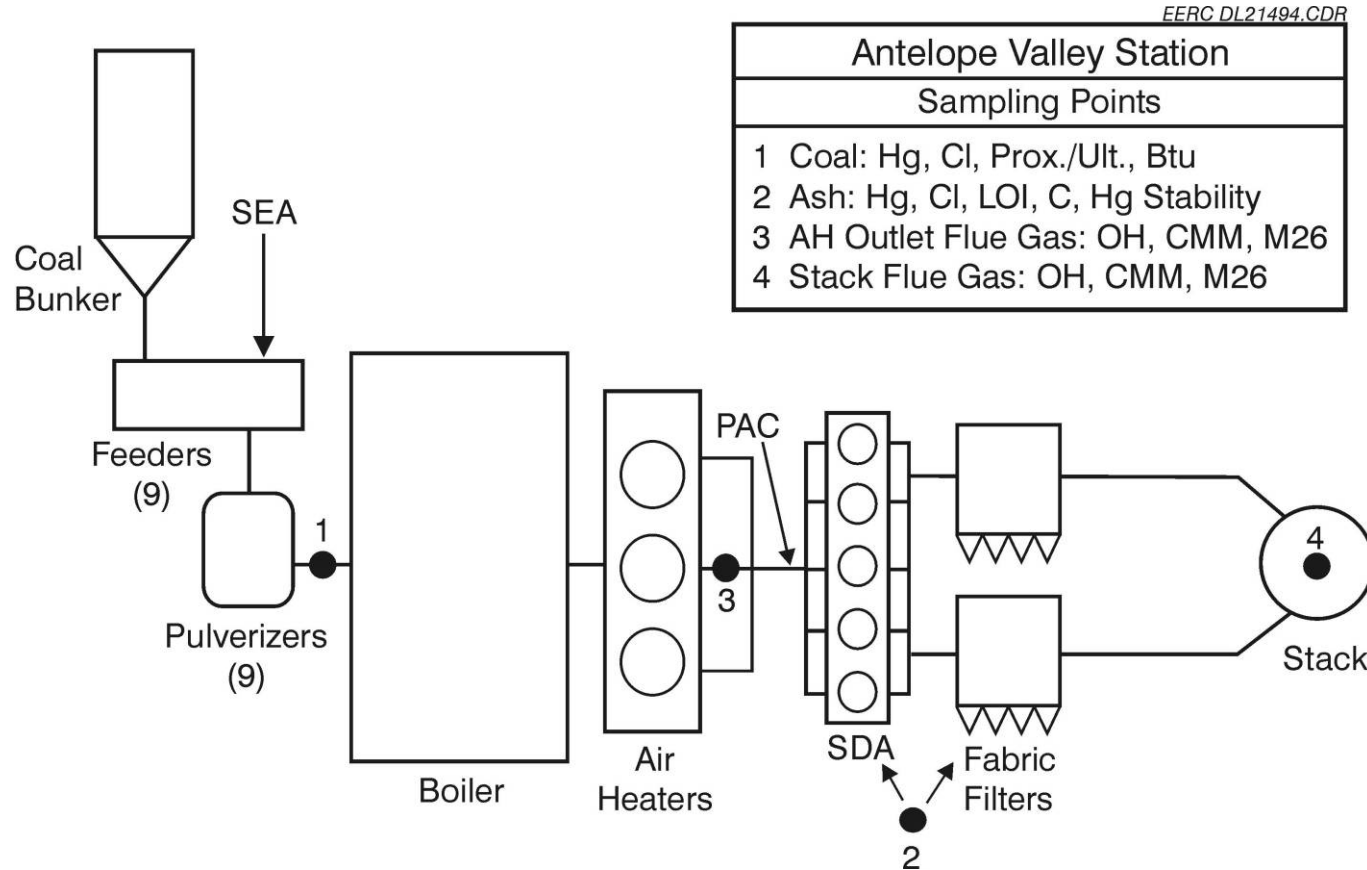 EERC DL21494.CDR
Antelope Valley Station
Sampling Points
1 Coal: Hg, Cl, Prox./Ult., Btu
2 Ash: Hg, Cl, LOI, C, Hg Stability
3 AH Outlet Flue Gas: OH, CMM, M26
4 Stack Flue Gas: OH, CMM, M26
SEA
Coal
Bunker
Feeders
(9)
1
Pulverizers
(9)
Boiler
Air
Heaters
3
PAC
SDA
Fabric
Filters
2
4
Stack